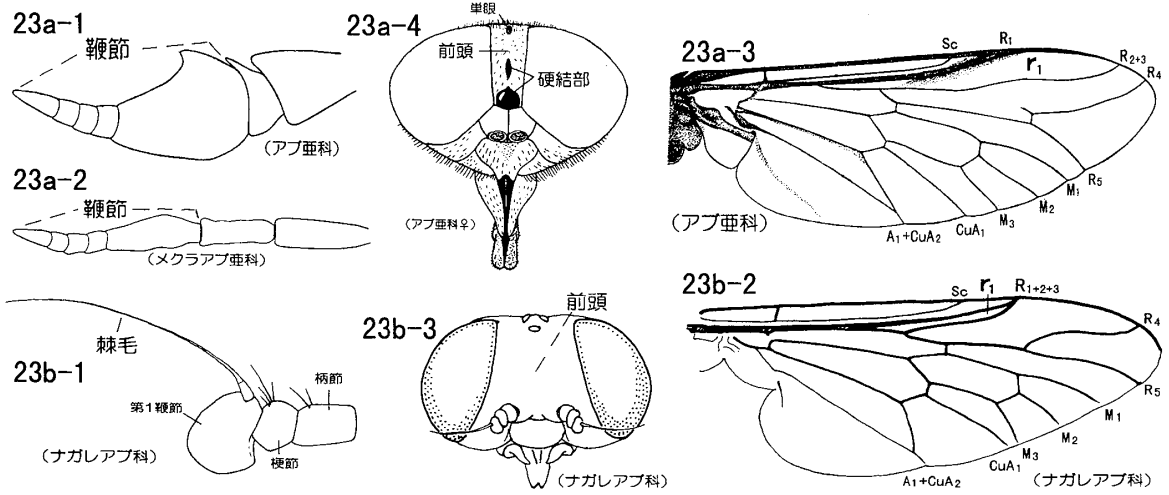 23a-1
鞭節
(アブ亜科)
23a-2
鞭節
(メクラアブ亜科)
23a-4
単眼
前頭
硬結部
(アブ亜科♀)
23a-3
Sc
R1
r1
R2+3
R4
R5
M1
M2
M3
CuA1
A1+CuA2
(アブ亜科)
23b-1
棘毛
第1鞭節
梗節
柄節
(ナガレアブ科)
23b-3
前頭
(ナガレアブ科)
23b-2
Sc
r1
R1+2+3
R4
R5
M1
M2
M3
CuA1
A1+CuA2
(ナガレアブ科)